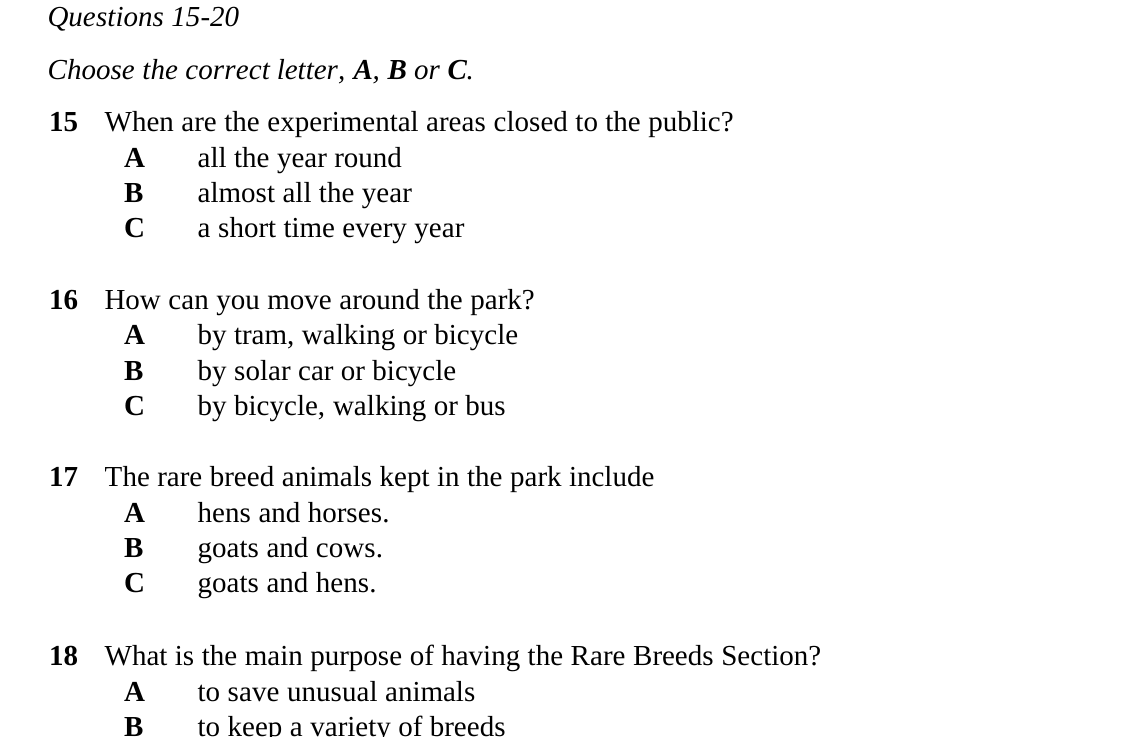 Questions 15-20
Choose the correct letter, A, B or C.
15 When are the experimental areas closed to the public?
A all the year round
B almost all the year
C a short time every year
16 How can you move around the park?
A by tram, walking or bicycle
B by solar car or bicycle
C by bicycle, walking or bus
17 The rare breed animals kept in the park include
A hens and horses.
B goats and cows.
C goats and hens.
18 What is the main purpose of having the Rare Breeds Section?
A to save unusual animals
B to keep a variety of breeds